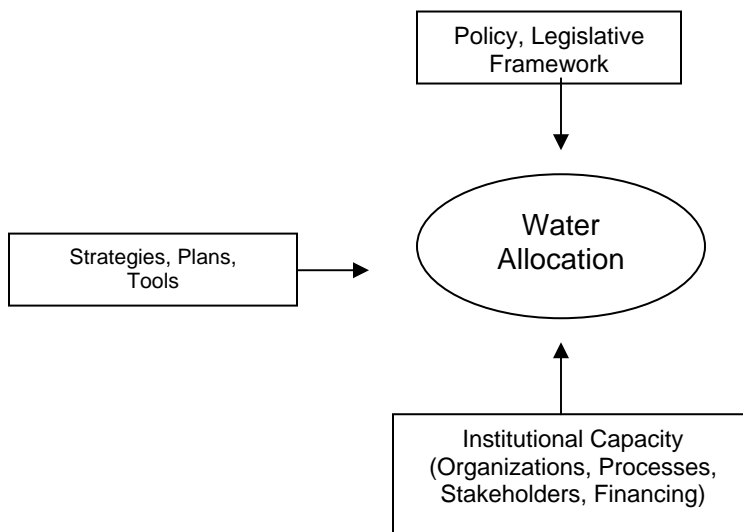 Policy, Legislative
Framework
Water
Allocation
Strategies, Plans,
Tools
Institutional Capacity
(Organizations, Processes,
Stakeholders, Financing)